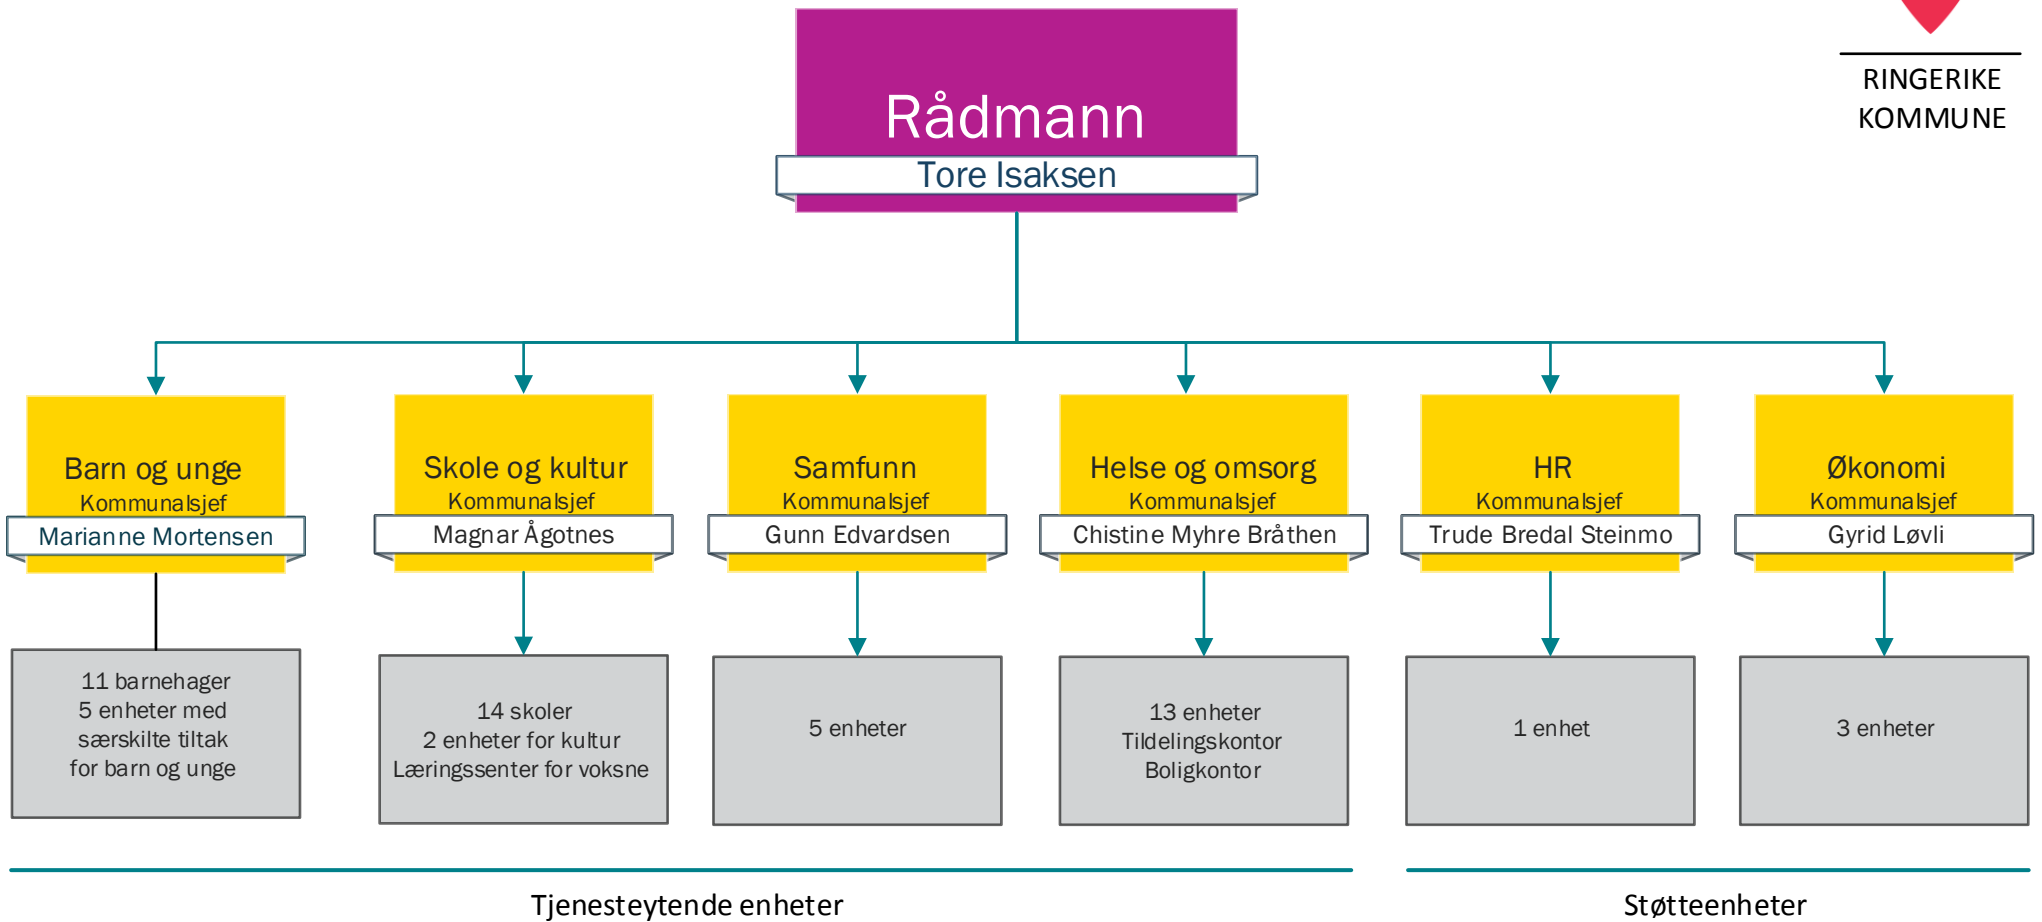 RINGERIKE
KOMMUNE
Rådmann
Tore Isaksen
Barn og unge
Kommunalsjef
Marianne Mortensen
Skole og kultur
Kommunalsjef
Magnar Ågotnes
Samfunn
Kommunalsjef
Gunn Edvardsen
Helse og omsorg
Kommunalsjef
Chistine Myhre Bråthen
HR
Kommunalsjef
Trude Bredal Steinmo
Økonomi
Kommunalsjef
Gyrid Løvli
11 barnehager
5 enheter med
særskilte tiltak
for barn og unge
14 skoler
2 enheter for kultur
Læringssenter for voksne
5 enheter
13 enheter
Tildelingskontor
Boligkontor
1 enhet
3 enheter
Tjenesteytende enheter
Støtteenheter